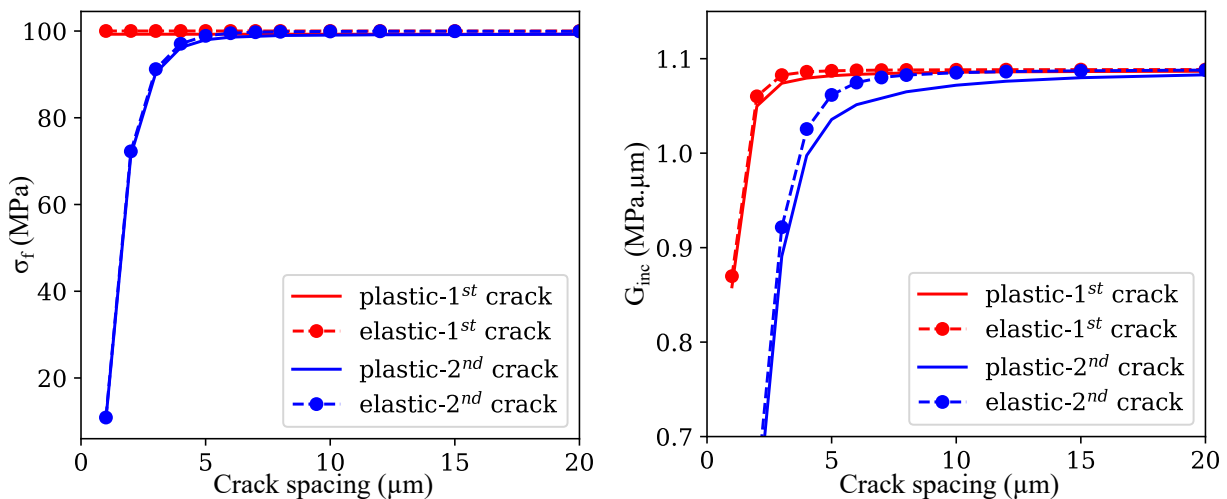 100
80
60
40
20
0
5
10
15
20
σf (MPa)
Crack spacing (μm)
plastic-1st crack
elastic-1st crack
plastic-2nd crack
elastic-2nd crack
1.1
1.0
0.9
0.8
0.7
0
5
10
15
20
Ginc (MPa.μm)
Crack spacing (μm)
plastic-1st crack
elastic-1st crack
plastic-2nd crack
elastic-2nd crack